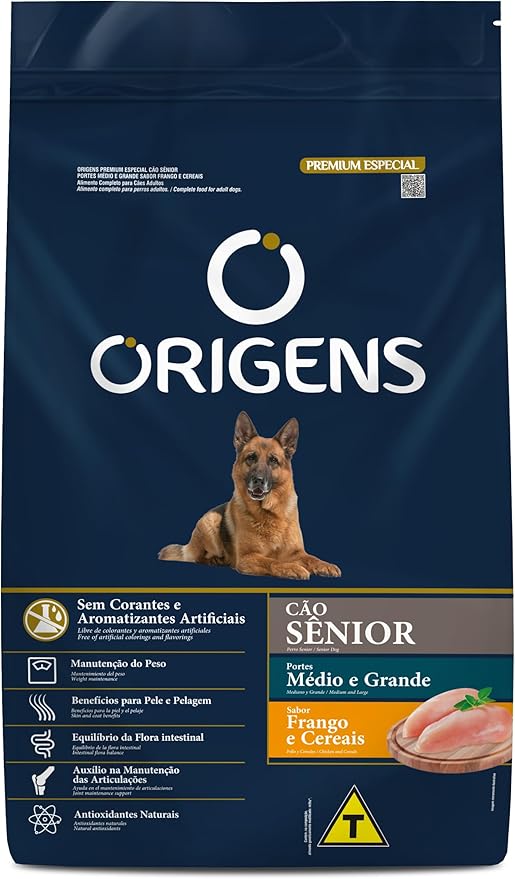 ORIGENS PREMIUM ESPECIAL CÃO SÊNIOR
PORTES MÉDIO E GRANDE SABOR FRANGO E CEREAIS
Alimento Completo para Cães Adultos
Alimento completo para perros adultos. / Complete food for adult dogs.
PREMIUM ESPECIAL
ORIGENS
Sem Corantes e
Aromatizantes Artificiais
Libre de colorantes y aromatizantes artificiales
Free of artificial colorings and flavorings
Manutenção do Peso
Mantenimiento del peso
Weight maintenance
Benefícios para Pele e Pelagem
Beneficios para la piel y el pelaje
Skin and coat benefits
Equilíbrio da Flora intestinal
Equilibrio de la flora intestinal
Intestinal flora balance
Auxílio na Manutenção
das Articulações
Ayuda en el mantenimiento de articulaciones
Joint maintenance support
Antioxidantes Naturais
Antioxidantes naturales
Natural antioxidants
CÃO
SÊNIOR
Perro Senior / Senior Dog
Portes
Médio e Grande
Mediano y Grande / Medium and Large
Sabor
Frango
e Cereais
Pollo y Cereales / Chicken and Cereals
T